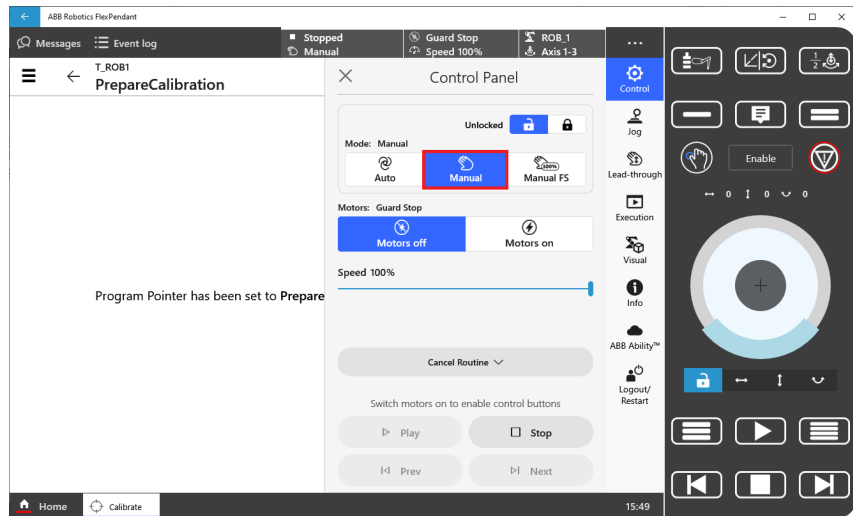 ABB Robotics FlexPendant
Messages
Event log
Stopped
Manual
Guard Stop
Speed 100%
ROB_1
Axis 1-3
T_ROB1
PrepareCalibration
Program Pointer has been set to Prepare
Control Panel
Unlocked
Mode: Manual
Auto
Manual
100%
Manual FS
Motors: Guard Stop
Motors off
Motors on
Speed 100%
Cancel Routine
Switch motors on to enable control buttons
Play
Stop
Prev
Next
Control
Jog
Lead-through
Execution
Visual
Info
ABB Ability™
Logout/
Restart
1/2
Enable
0 0 0
Home
Calibrate
15:49